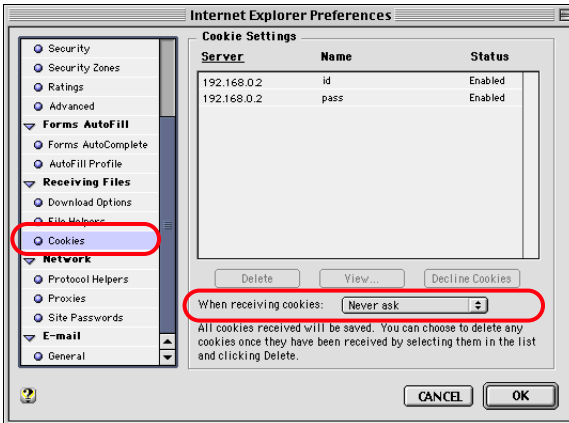 Internet Explorer Preferences
Security
Security Zones
Ratings
Advanced
Forms AutoFill
Forms AutoComplete
AutoFill Profile
Receiving Files
Download Options
File Helpers
Cookies
Network
Protocol Helpers
Proxies
Site Passwords
E-mail
General
Cookie Settings
Server Name Status
192.168.0.2 id Enabled
192.168.0.2 pass Enabled
Delete View... Decline Cookies
When receiving cookies: Never ask
All cookies received will be saved. You can choose to delete any
cookies once they have been received by selecting them in the list
and clicking Delete.
?
CANCEL OK